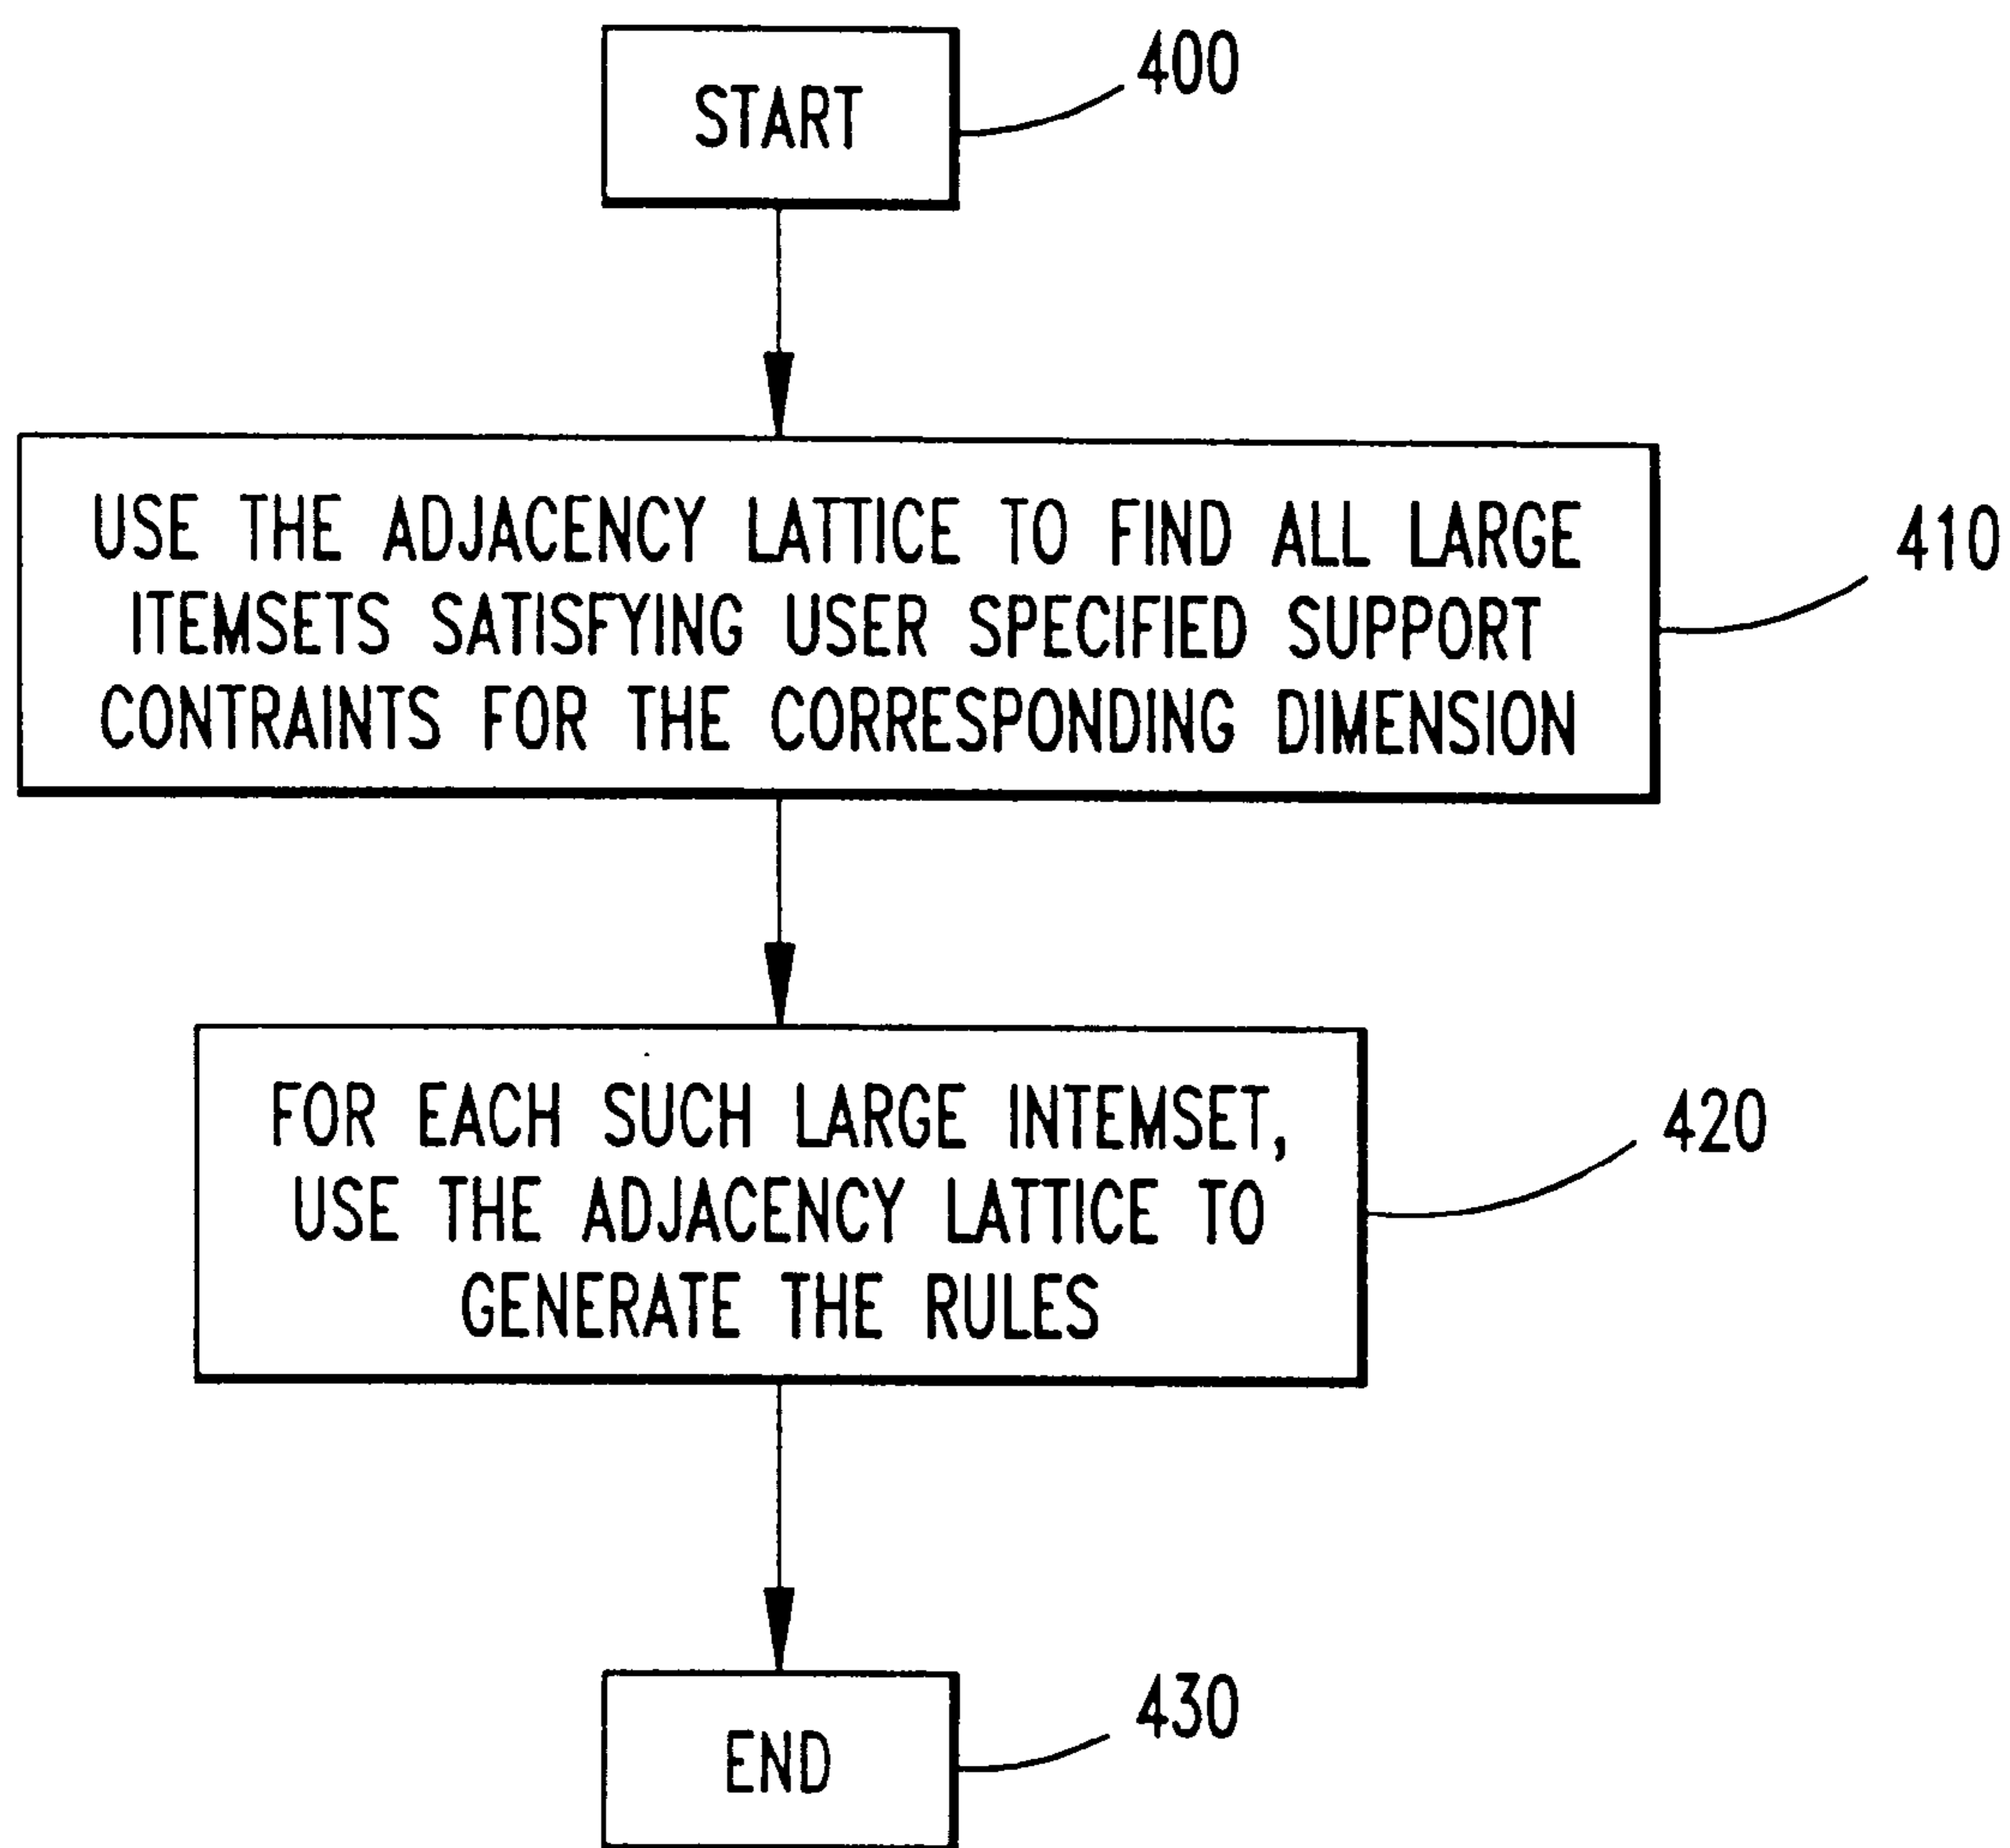 START
400
USE THE ADJACENCY LATTICE TO FIND ALL LARGE
ITEMSETS SATISFYING USER SPECIFIED SUPPORT
CONTRAINTS FOR THE CORRESPONDING DIMENSION
410
FOR EACH SUCH LARGE INTEMSET,
USE THE ADJACENCY LATTICE TO
GENERATE THE RULES
420
END
430